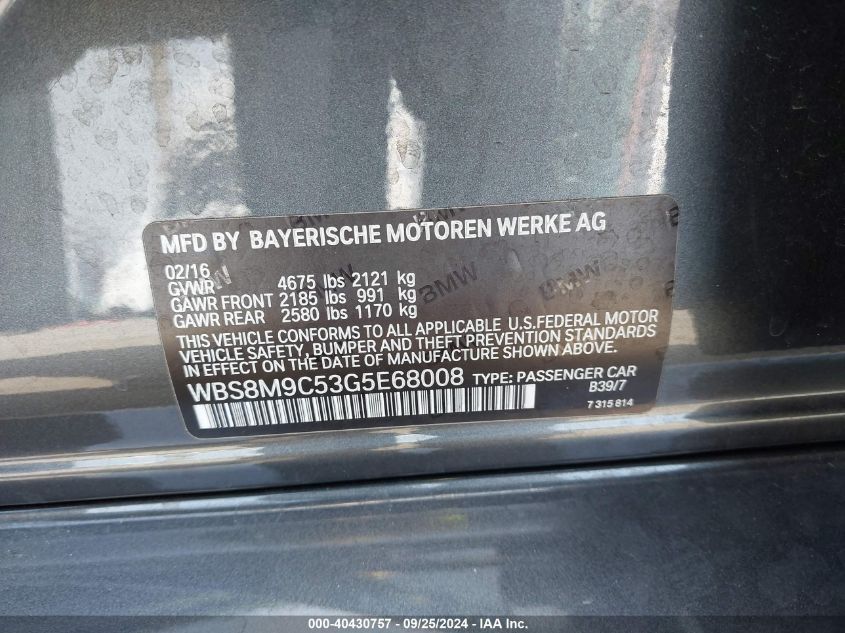 MFD BY BAYERISCHE MOTOREN WERKE AG
02/16
GVWR 4675 lbs 2121 kg
GAWR FRONT 2185 lbs 991 kg
GAWR REAR 2580 lbs 1170 kg
THIS VEHICLE CONFORMS TO ALL APPLICABLE U.S.FEDERAL MOTOR
VEHICLE SAFETY, BUMPER AND THEFT PREVENTION STANDARDS
IN EFFECT ON THE DATE OF MANUFACTURE SHOWN ABOVE.
WBS8M9C53G5E68008 TYPE: PASSENGER CAR
B39/7
7 315 814
BMW
BMW
000-40430757 - 09/25/2024 - IAA Inc.